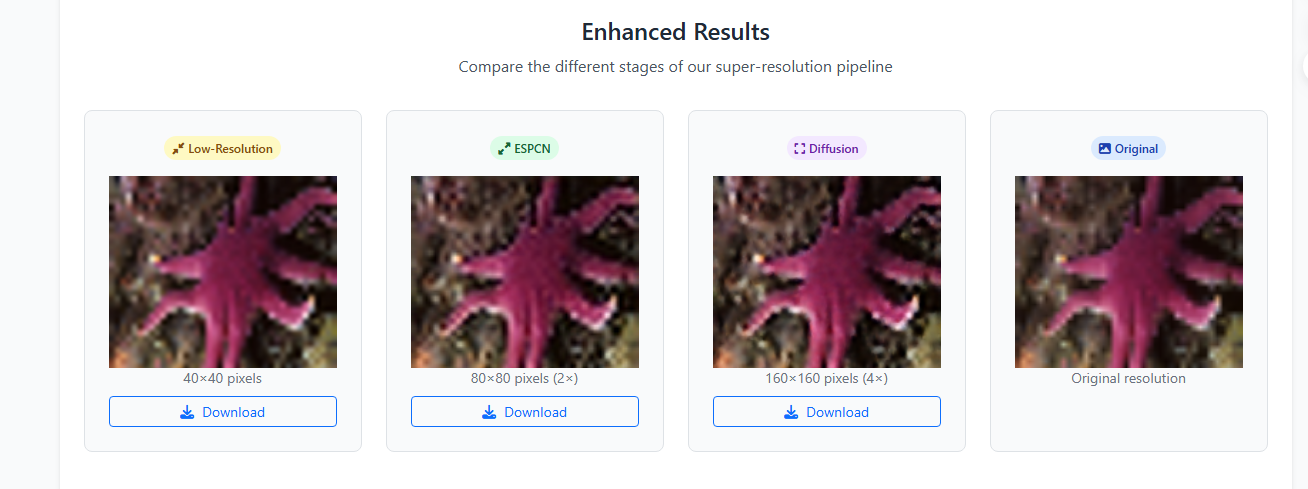 Enhanced Results
Compare the different stages of our super-resolution pipeline
Low-Resolution
ESPCN
Diffusion
Original
40×40 pixels
80×80 pixels (2×)
160×160 pixels (4×)
Original resolution
Download
Download
Download